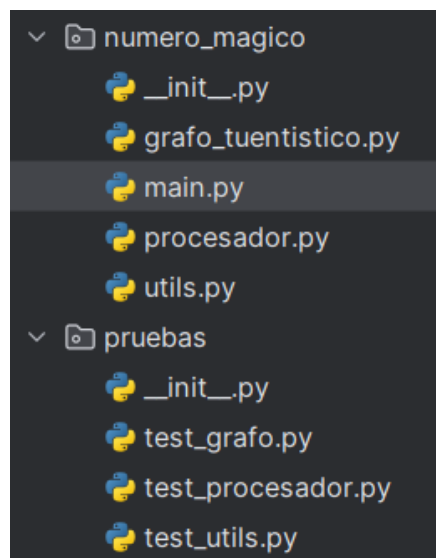 numero_magico
__init__.py
grafo_tuentistico.py
main.py
procesador.py
utils.py
pruebas
__init__.py
test_grafo.py
test_procesador.py
test_utils.py